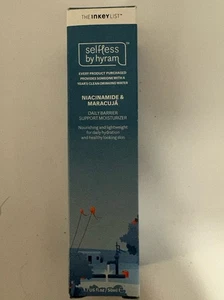 THE INKEY LIST™
selfless
by hyram
EVERY PRODUCT PURCHASED
PROVIDES SOMEONE WITH A
YEAR'S CLEAN DRINKING WATER
NIACINAMIDE &
MARACUJÁ
DAILY BARRIER
SUPPORT MOISTURIZER
Nourishing and lightweight
for daily hydration
and healthy looking skin